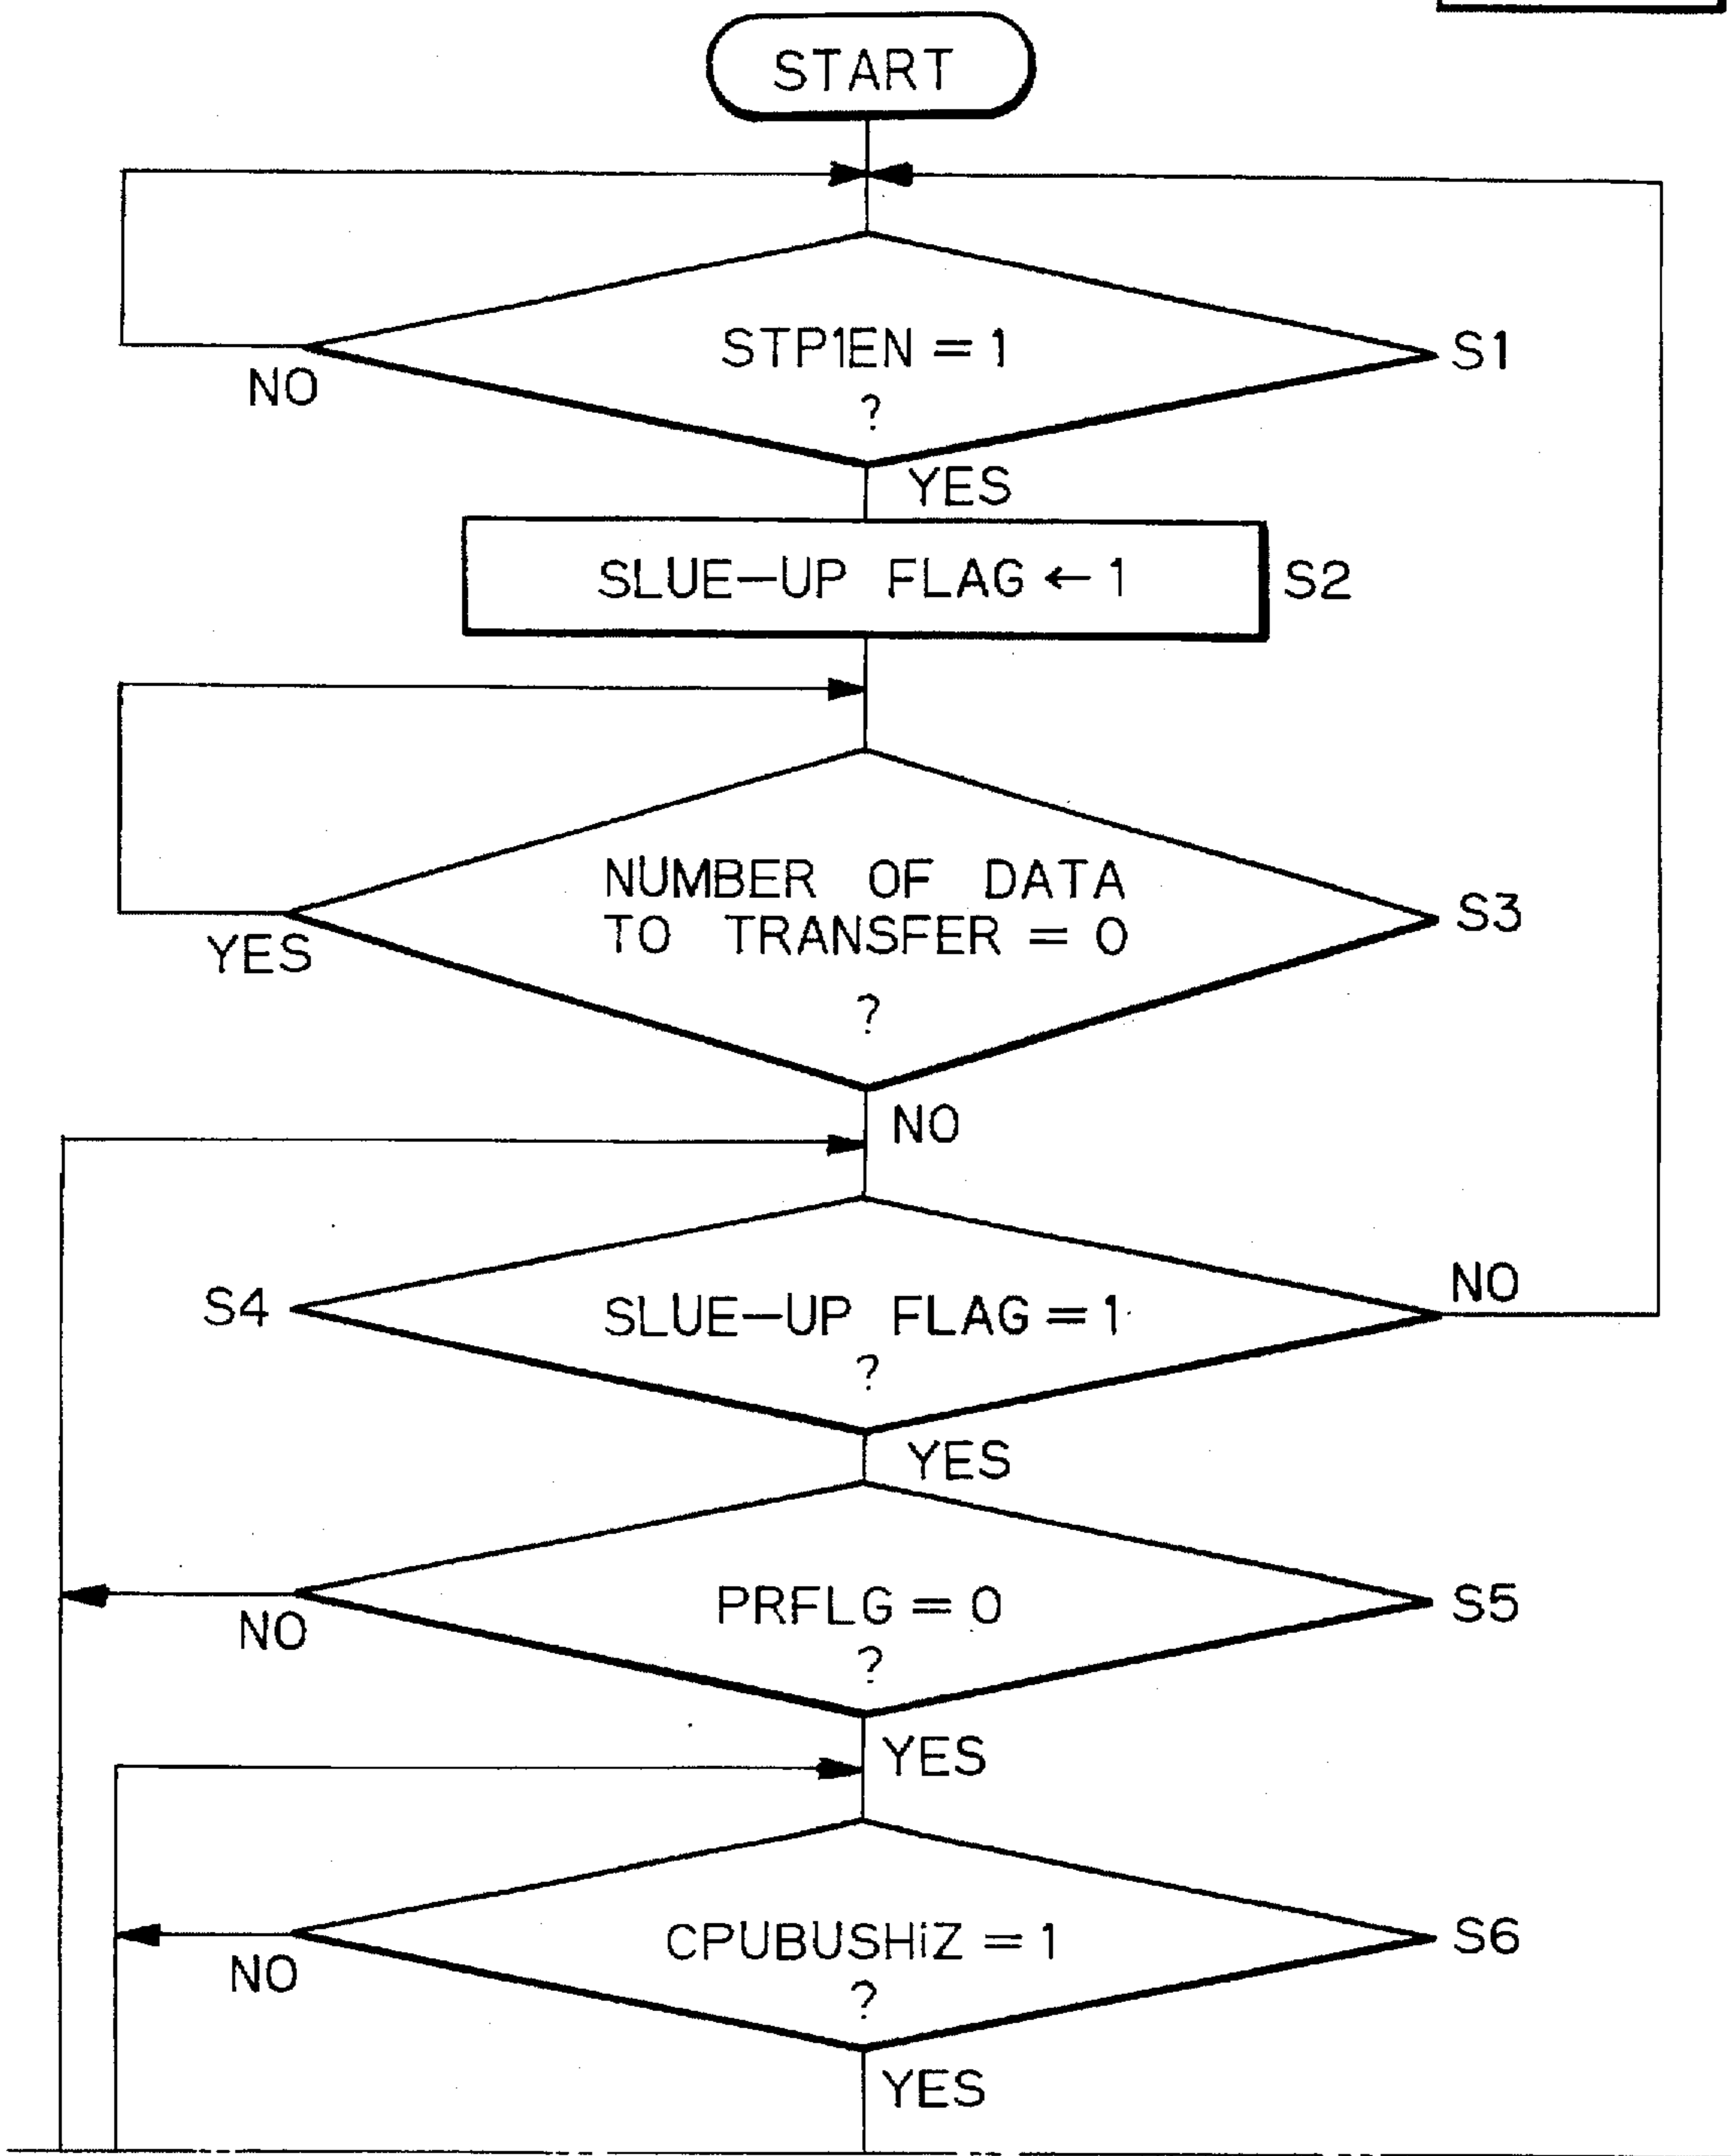 START
STP1EN = 1
?
S1
NO
YES
SLUE-UP FLAG ← 1
S2
NUMBER OF DATA
TO TRANSFER = 0
?
S3
YES
NO
S4
SLUE-UP FLAG = 1
?
NO
YES
PRFLG = 0
?
S5
NO
YES
CPUBUSHiZ = 1
?
S6
NO
YES